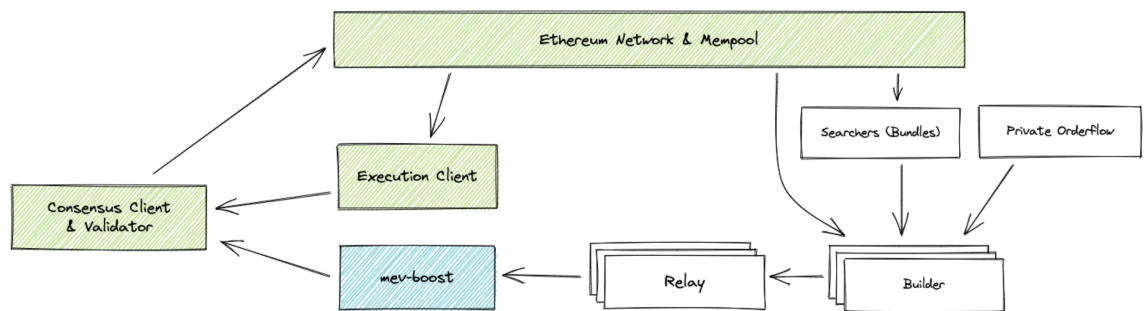 Ethereum Network & Mempool
Searchers (Bundles)
Private Orderflow
Execution Client
Consensus Client
& Validator
mev-boost
Relay
Builder